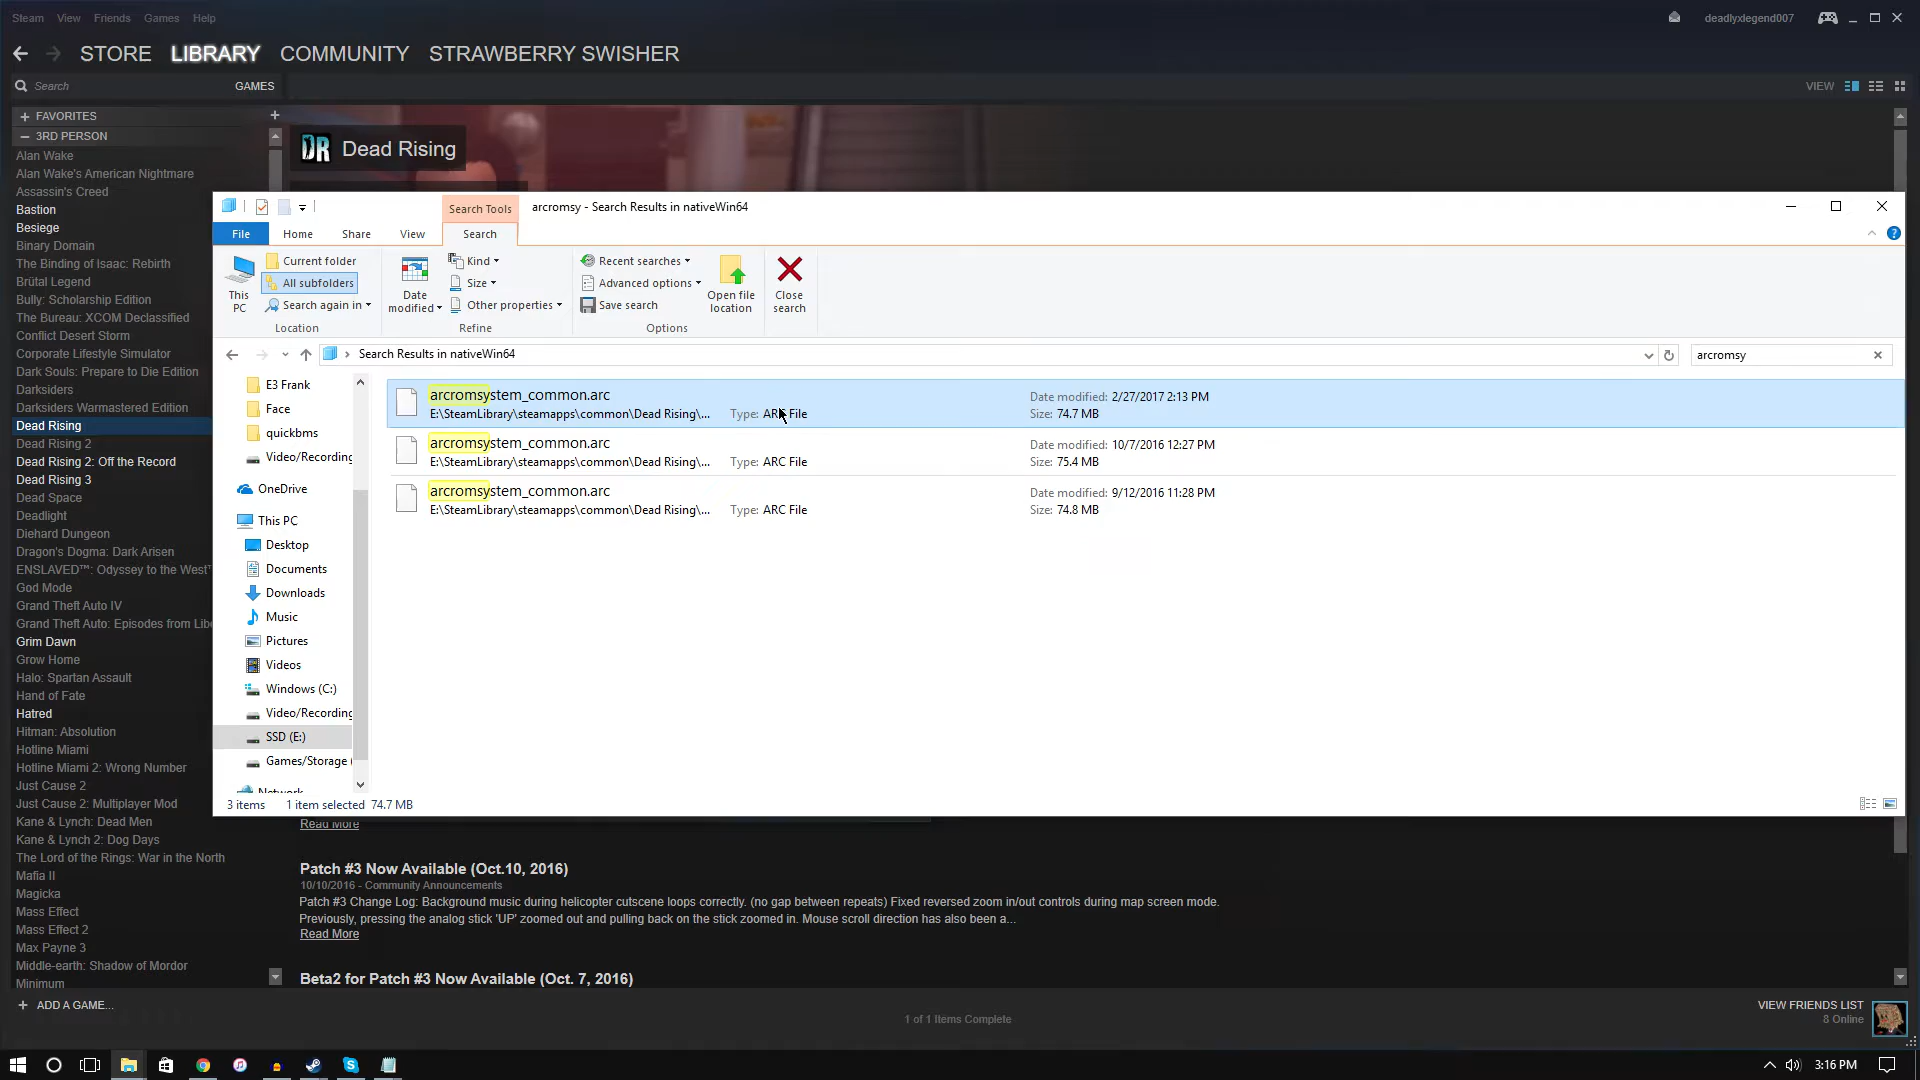 Steam View Friends Games Help
deadlyxlegend007
STORE LIBRARY COMMUNITY STRAWBERRY SWISHER
Search GAMES
VIEW
FAVORITES
3RD PERSON
Alan Wake
Alan Wake's American Nightmare
Assassin's Creed
Bastion
Besiege
Binary Domain
The Binding of Isaac: Rebirth
Brütal Legend
Bully: Scholarship Edition
The Bureau: XCOM Declassified
Conflict Desert Storm
Corporate Lifestyle Simulator
Dark Souls: Prepare to Die Edition
Darksiders
Darksiders Warmastered Edition
Dead Rising
Dead Rising 2
Dead Rising 2: Off the Record
Dead Rising 3
Dead Space
Deadlight
Diehard Dungeon
Dragon's Dogma: Dark Arisen
ENSLAVED™: Odyssey to the West™
God Mode
Grand Theft Auto IV
Grand Theft Auto: Episodes from Lib
Grim Dawn
Grow Home
Halo: Spartan Assault
Hand of Fate
Hatred
Hitman: Absolution
Hotline Miami
Hotline Miami 2: Wrong Number
Just Cause 2
Just Cause 2: Multiplayer Mod
Kane & Lynch: Dead Men
Kane & Lynch 2: Dog Days
The Lord of the Rings: War in the North
Mafia II
Magicka
Mass Effect
Mass Effect 2
Max Payne 3
Middle-earth: Shadow of Mordor
Minimum
+ ADD A GAME...
DR Dead Rising
Search Tools arcromsy - Search Results in nativeWin64
File Home Share View Search
This PC
Current folder
All subfolders
Search again in
Location
Date modified
Kind
Size
Other properties
Refine
Recent searches
Advanced options
Save search
Open file location
Options
Close search
Search Results in nativeWin64
arcromsy
E3 Frank
Face
quickbms
Video/Recording
OneDrive
This PC
Desktop
Documents
Downloads
Music
Pictures
Videos
Windows (C:)
Video/Recording
SSD (E:)
Games/Storage (
Network
arcromsystem_common.arc Date modified: 2/27/2017 2:13 PM
E:\SteamLibrary\steamapps\common\Dead Rising\... Type: ARC File Size: 74.7 MB
arcromsystem_common.arc Date modified: 10/7/2016 12:27 PM
E:\SteamLibrary\steamapps\common\Dead Rising\... Type: ARC File Size: 75.4 MB
arcromsystem_common.arc Date modified: 9/12/2016 11:28 PM
E:\SteamLibrary\steamapps\common\Dead Rising\... Type: ARC File Size: 74.8 MB
3 items 1 item selected 74.7 MB
Read More
Patch #3 Now Available (Oct.10, 2016)
10/10/2016 - Community Announcements
Patch #3 Change Log: Background music during helicopter cutscene loops correctly. (no gap between repeats) Fixed reversed zoom in/out controls during map screen mode.
Previously, pressing the analog stick 'UP' zoomed out and pulling back on the stick zoomed in. Mouse scroll direction has also been a...
Read More
Beta2 for Patch #3 Now Available (Oct. 7, 2016)
1 of 1 Items Complete
VIEW FRIENDS LIST
8 Online
3:16 PM